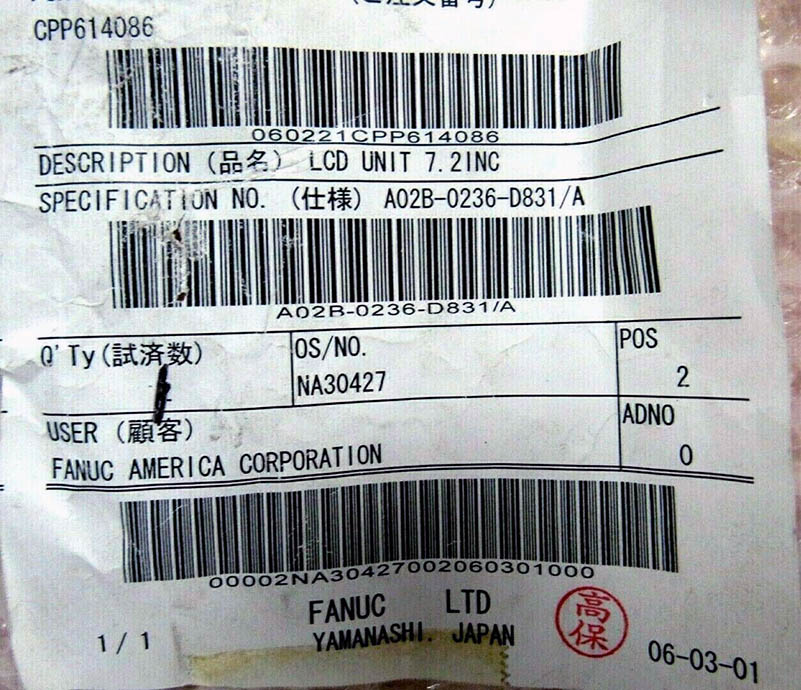 CPP614086
060221CPP614086
DESCRIPTION (品名) LCD UNIT 7.2INC
SPECIFICATION NO. (仕様) A02B-0236-D831/A
A02B-0236-D831/A
Q'Ty(試済数)
OS/NO.
NA30427
POS
2
USER (顧客)
FANUC AMERICA CORPORATION
ADNO
0
00002NA30427002060301000
FANUC LTD
YAMANASHI. JAPAN
高保
1/1
06-03-01